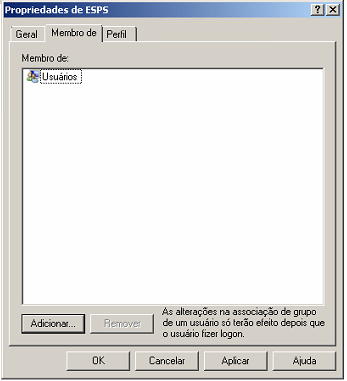 Propriedades de ESPS
Geral Membro de Perfil
Membro de:
Usuários
Adicionar... Remover
As alterações na associação de grupo
de um usuário só terão efeito depois que
o usuário fizer logon.
OK Cancelar Aplicar Ajuda